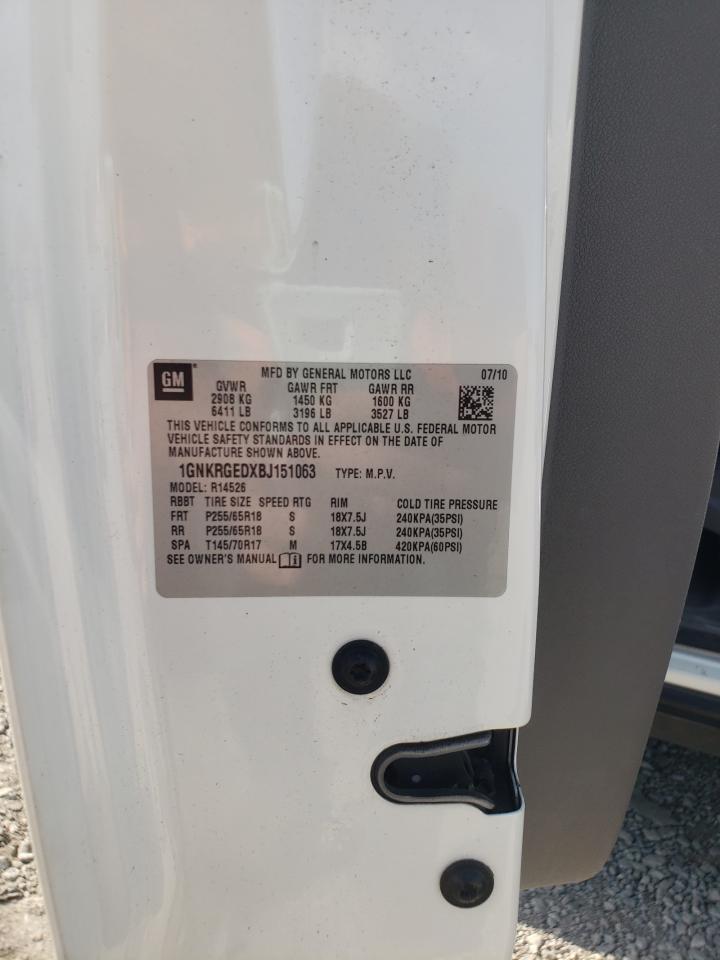 GM MFD BY GENERAL MOTORS LLC 07/10
GVWR GAWR FRT GAWR RR
2908 KG 1450 KG 1600 KG
6411 LB 3196 LB 3527 LB
THIS VEHICLE CONFORMS TO ALL APPLICABLE U.S. FEDERAL MOTOR
VEHICLE SAFETY STANDARDS IN EFFECT ON THE DATE OF
MANUFACTURE SHOWN ABOVE.
1GNKRGEDXBJ151063 TYPE: M.P.V.
MODEL: R14526
RBBT TIRE SIZE SPEED RTG RIM COLD TIRE PRESSURE
FRT P255/65R18 S 18X7.5J 240KPA(35PSI)
RR P255/65R18 S 18X7.5J 240KPA(35PSI)
SPA T145/70R17 M 17X4.5B 420KPA(60PSI)
SEE OWNER'S MANUAL i FOR MORE INFORMATION.